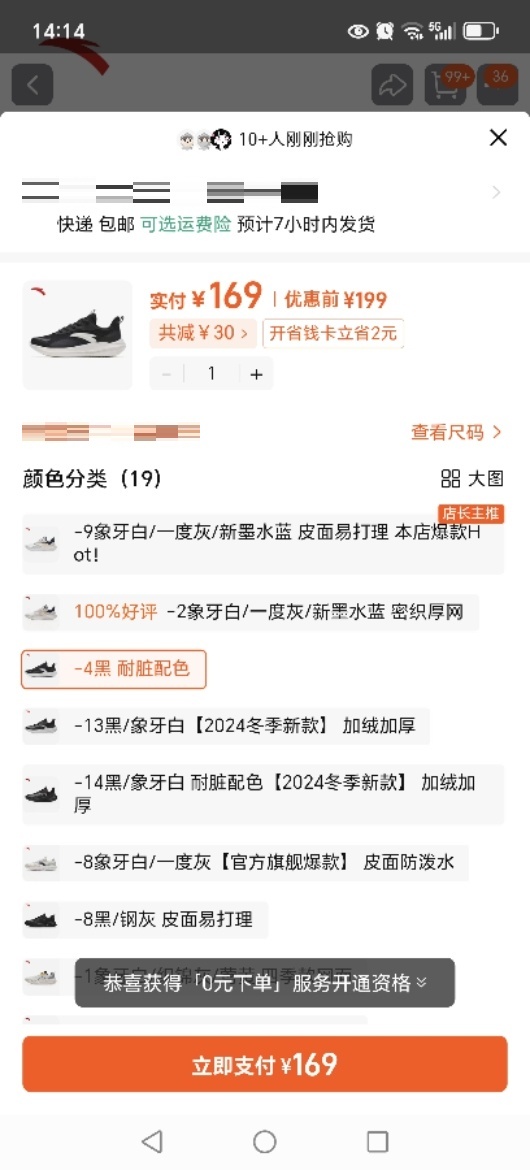 14:14
5G
99+
36
10+人刚刚抢购
快递 包邮 可选运费险 预计7小时内发货
实付 ¥169 优惠前 ¥199
共减 ¥30 > 开省钱卡立省2元
- 1 +
查看尺码 >
颜色分类（19） 大图
店长主推
-9象牙白/一度灰/新墨水蓝 皮面易打理 本店爆款H
ot!
100%好评 -2象牙白/一度灰/新墨水蓝 密织厚网
-4黑 耐脏配色
-13黑/象牙白【2024冬季新款】 加绒加厚
-14黑/象牙白 耐脏配色【2024冬季新款】 加绒加
厚
-8象牙白/一度灰【官方旗舰爆款】 皮面防泼水
-8黑/钢灰 皮面易打理
恭喜获得「0元下单」服务开通资格
立即支付 ¥169